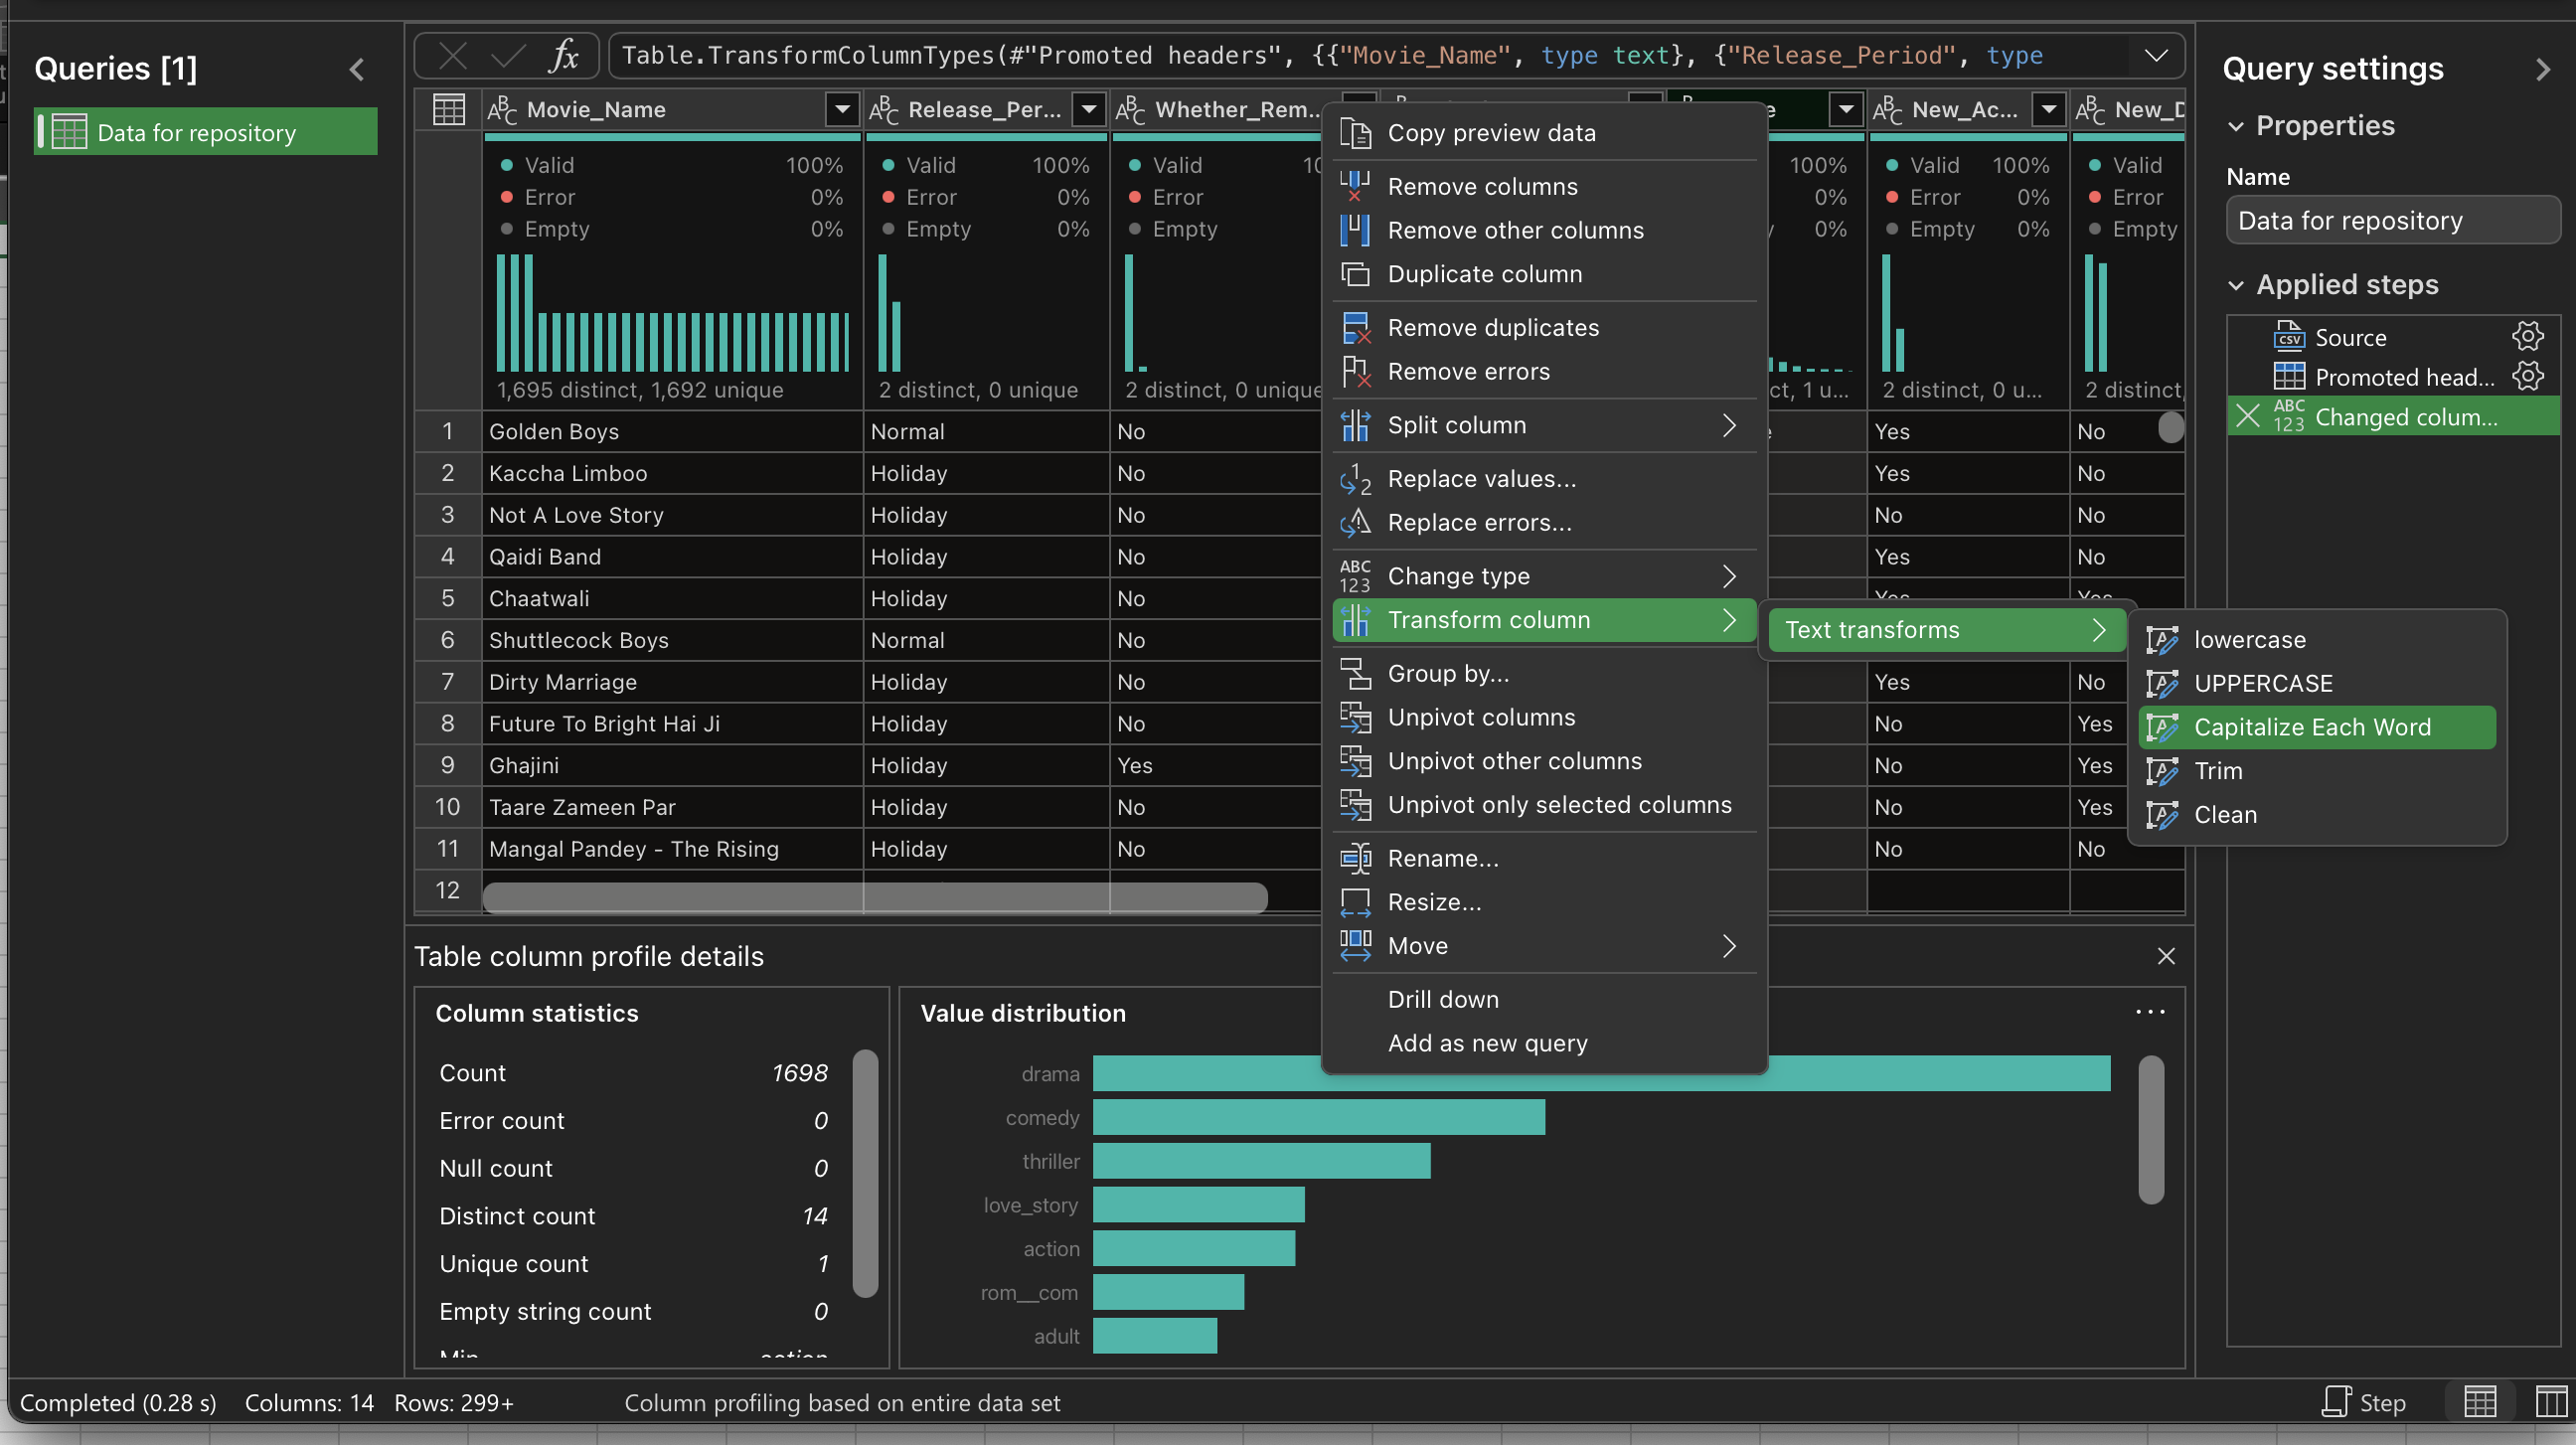 Queries [1]
Data for repository
fx
Table.TransformColumnTypes(#"Promoted headers", {{"Movie_Name", type text}, {"Release_Period", type
Movie_Name Release_Per... Whether_Rem... e New_Ac... New_D
Valid 100% Valid 100% Valid 10 100% Valid 100% Valid
Error 0% Error 0% Error 0% Error 0% Error
Empty 0% Empty 0% Empty 0% Empty 0% Empty
1,695 distinct, 1,692 unique 2 distinct, 0 unique 2 distinct, 0 unique ct, 1 u... 2 distinct, 0 u... 2 distinct,
1 Golden Boys Normal No Yes No
2 Kaccha Limboo Holiday No Yes No
3 Not A Love Story Holiday No No No
4 Qaidi Band Holiday No Yes No
5 Chaatwali Holiday No Yes Yes
6 Shuttlecock Boys Normal No
7 Dirty Marriage Holiday No Yes No
8 Future To Bright Hai Ji Holiday No No Yes
9 Ghajini Holiday Yes No Yes
10 Taare Zameen Par Holiday No No Yes
11 Mangal Pandey - The Rising Holiday No No No
12
Copy preview data
Remove columns
Remove other columns
Duplicate column
Remove duplicates
Remove errors
Split column
Replace values...
Replace errors...
ABC 123 Change type
Transform column
Group by...
Unpivot columns
Unpivot other columns
Unpivot only selected columns
Rename...
Resize...
Move
Drill down
Add as new query
Text transforms
lowercase
UPPERCASE
Capitalize Each Word
Trim
Clean
Table column profile details
Column statistics
Count 1698
Error count 0
Null count 0
Distinct count 14
Unique count 1
Empty string count 0
Min action
Value distribution
drama
comedy
thriller
love_story
action
rom__com
adult
Query settings
Properties
Name
Data for repository
Applied steps
CSV Source
Promoted head...
ABC 123 Changed colum...
Completed (0.28 s) Columns: 14 Rows: 299+ Column profiling based on entire data set Step